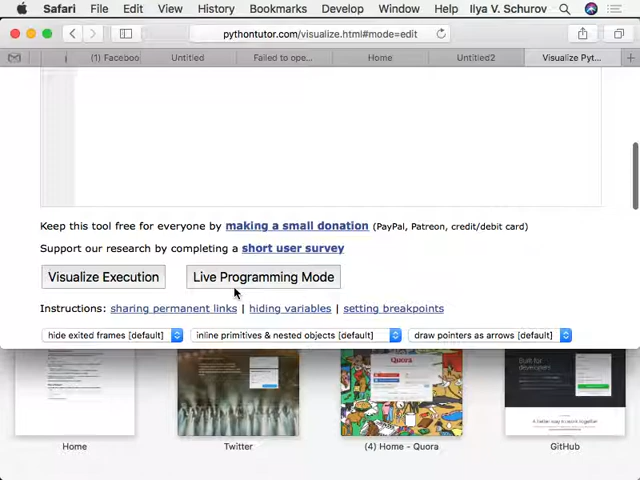 Safari File Edit View History Bookmarks Develop Window Help Ilya V. Schurov
pythontutor.com/visualize.html#mode=edit
(1) Faceboo Untitled Failed to ope... Home Untitled2 Visualize Pyt...
Keep this tool free for everyone by making a small donation (PayPal, Patreon, credit/debit card)
Support our research by completing a short user survey
Visualize Execution Live Programming Mode
Instructions: sharing permanent links | hiding variables | setting breakpoints
hide exited frames [default] inline primitives & nested objects [default] draw pointers as arrows [default]
Quora
Built for
developers
Home Twitter (4) Home - Quora GitHub